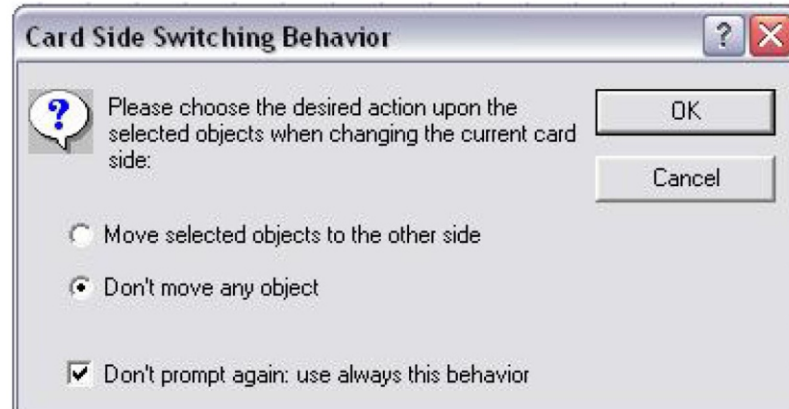 Card Side Switching Behavior
Please choose the desired action upon the
selected objects when changing the current card
side:
OK
Cancel
Move selected objects to the other side
Don't move any object
Don't prompt again: use always this behavior